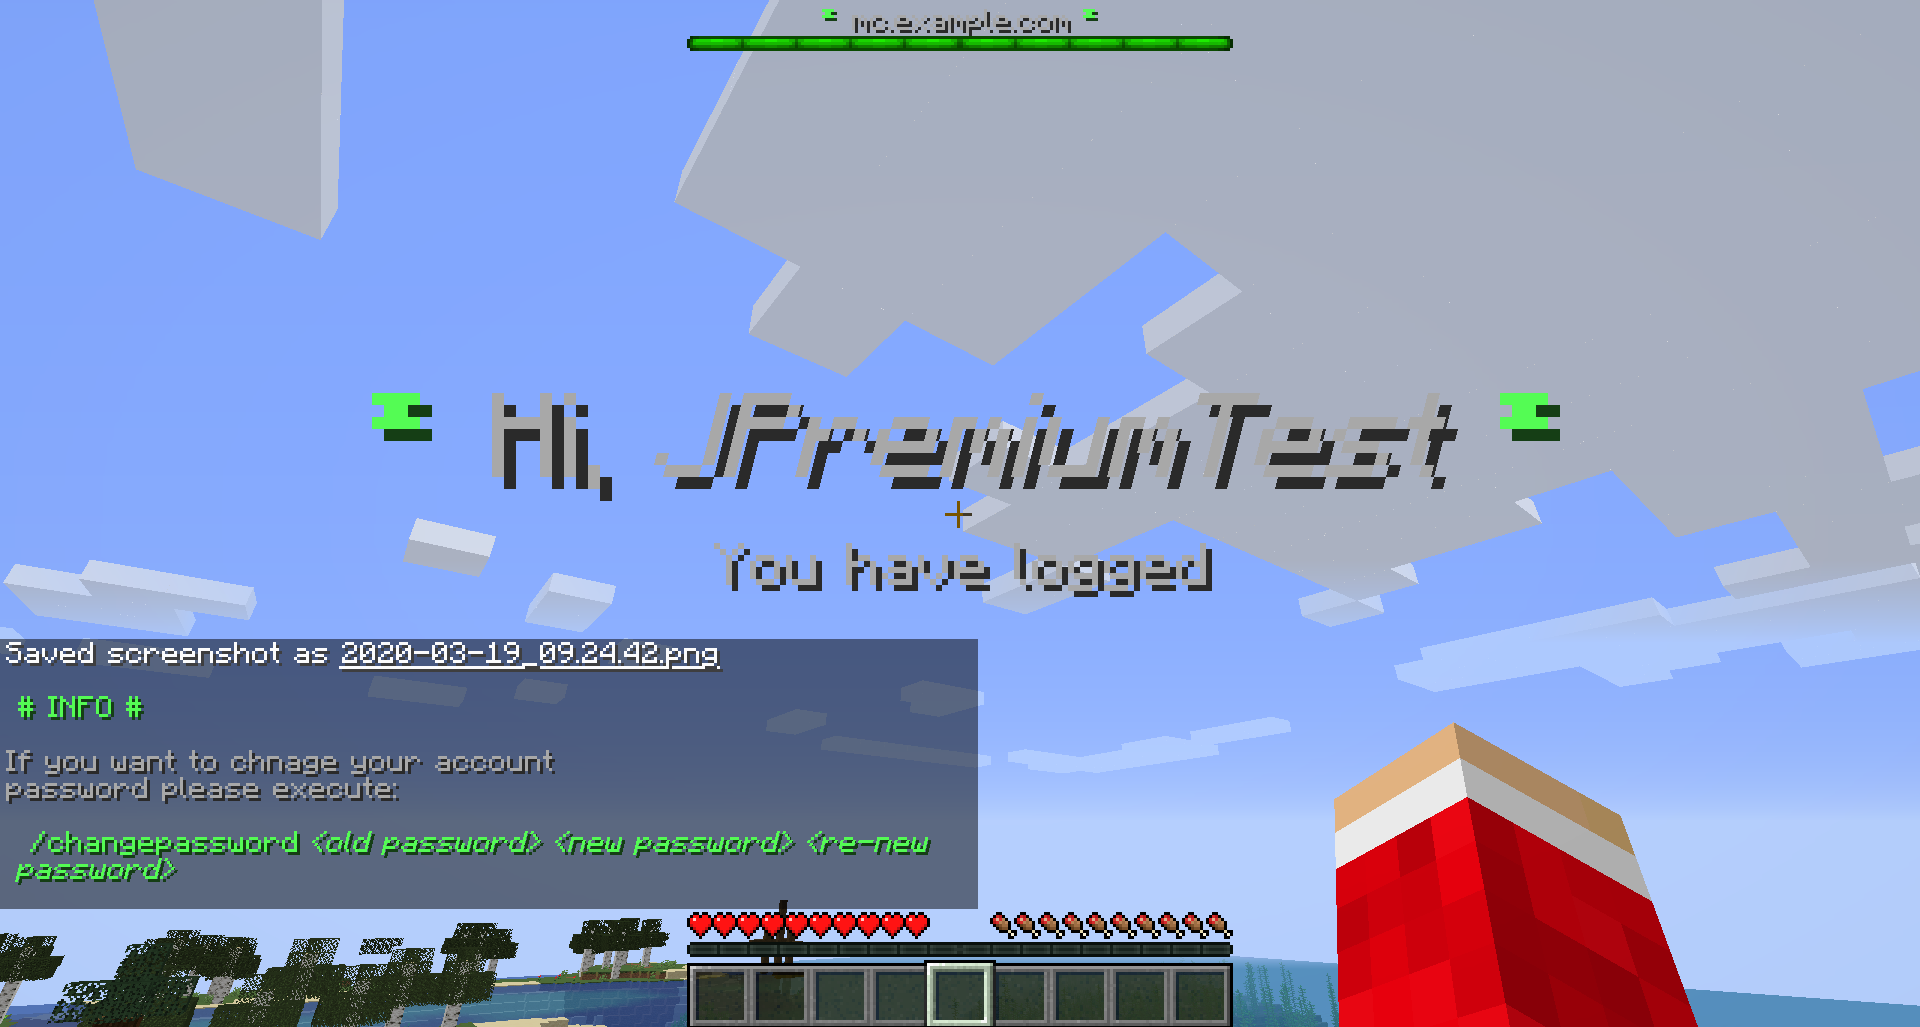 mc.example.com
Hi, JPremiumTest
You have logged
Saved screenshot as 2020-03-19_09.24.42.png
# INFO #
If you want to chnage your account
password please execute:
/changepassword <old password> <new password> <re-new
password>